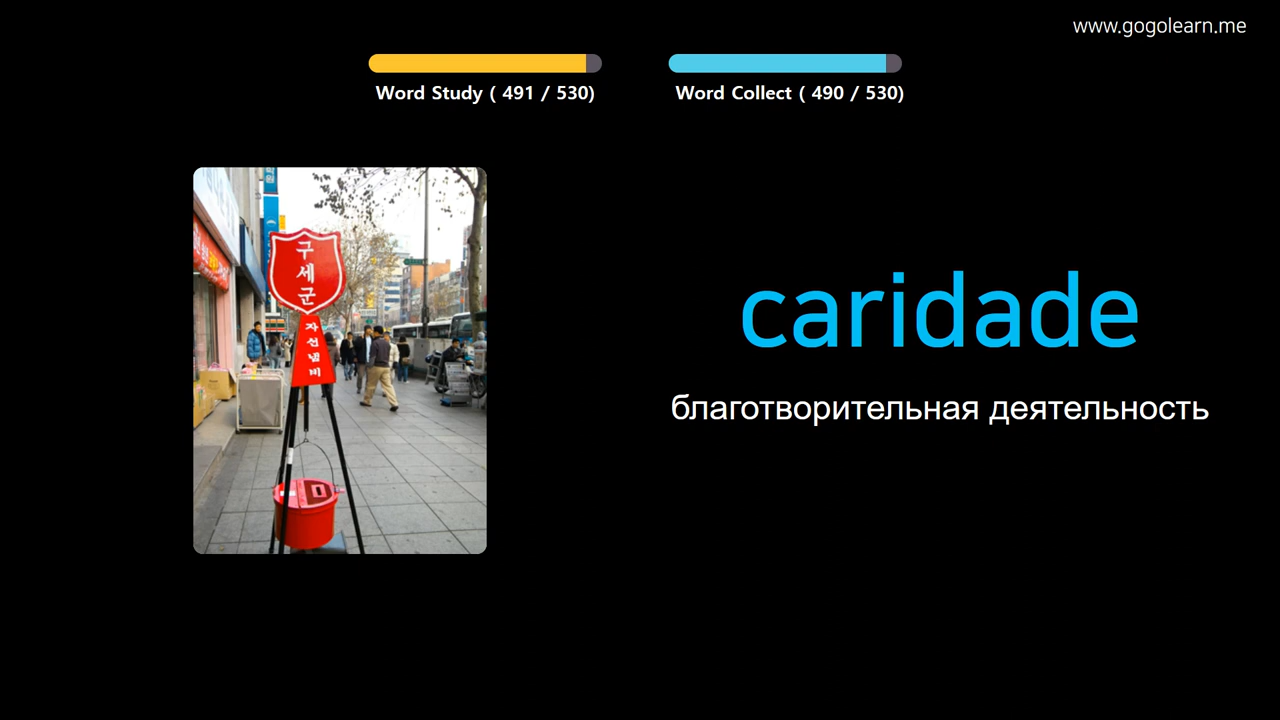 www.gogolearn.me
Word Study ( 491 / 530)
Word Collect ( 490 / 530)
구세군
자선냄비
caridade
благотворительная деятельность